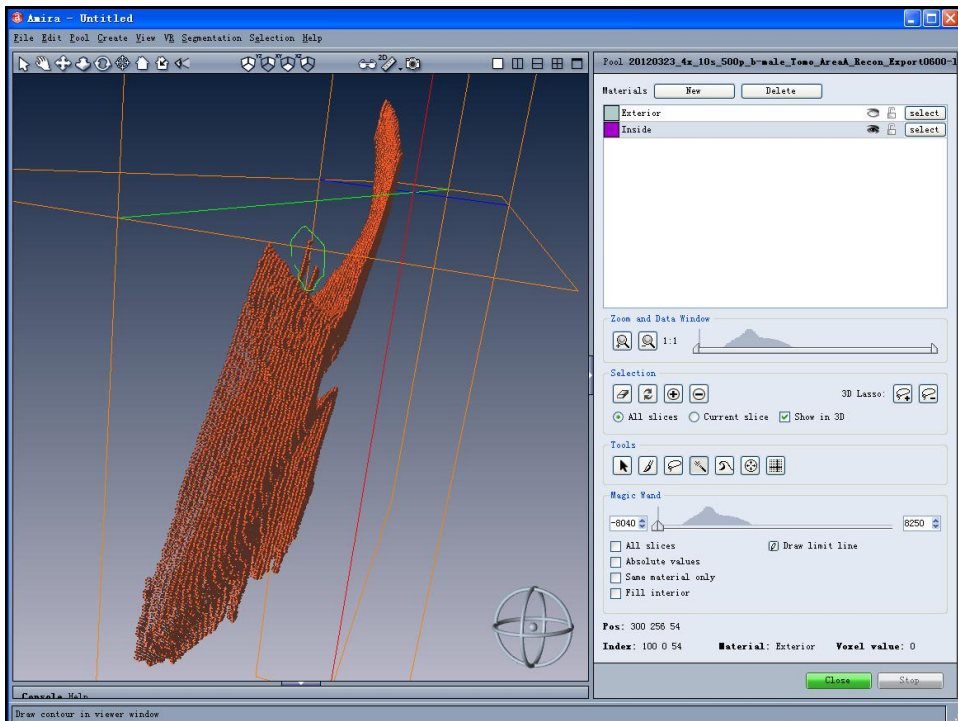 Amira - Untitled
File Edit Pool Create View VR Segmentation Selection Help
YZ XY XZ 2D
Pool 20120323_4x_10s_500p_b-male_Tomo_AreaA_Recon_Export0600-1
Materials New Delete
Exterior select
Inside select
Zoom and Data Window
1:1
Selection
3D Lasso:
All slices Current slice Show in 3D
Tools
Magic Wand
-8040 8250
All slices Draw limit line
Absolute values
Same material only
Fill interior
Pos: 300 256 54
Index: 100 0 54 Material: Exterior Voxel value: 0
Close Stop
Console Help
Draw contour in viewer window